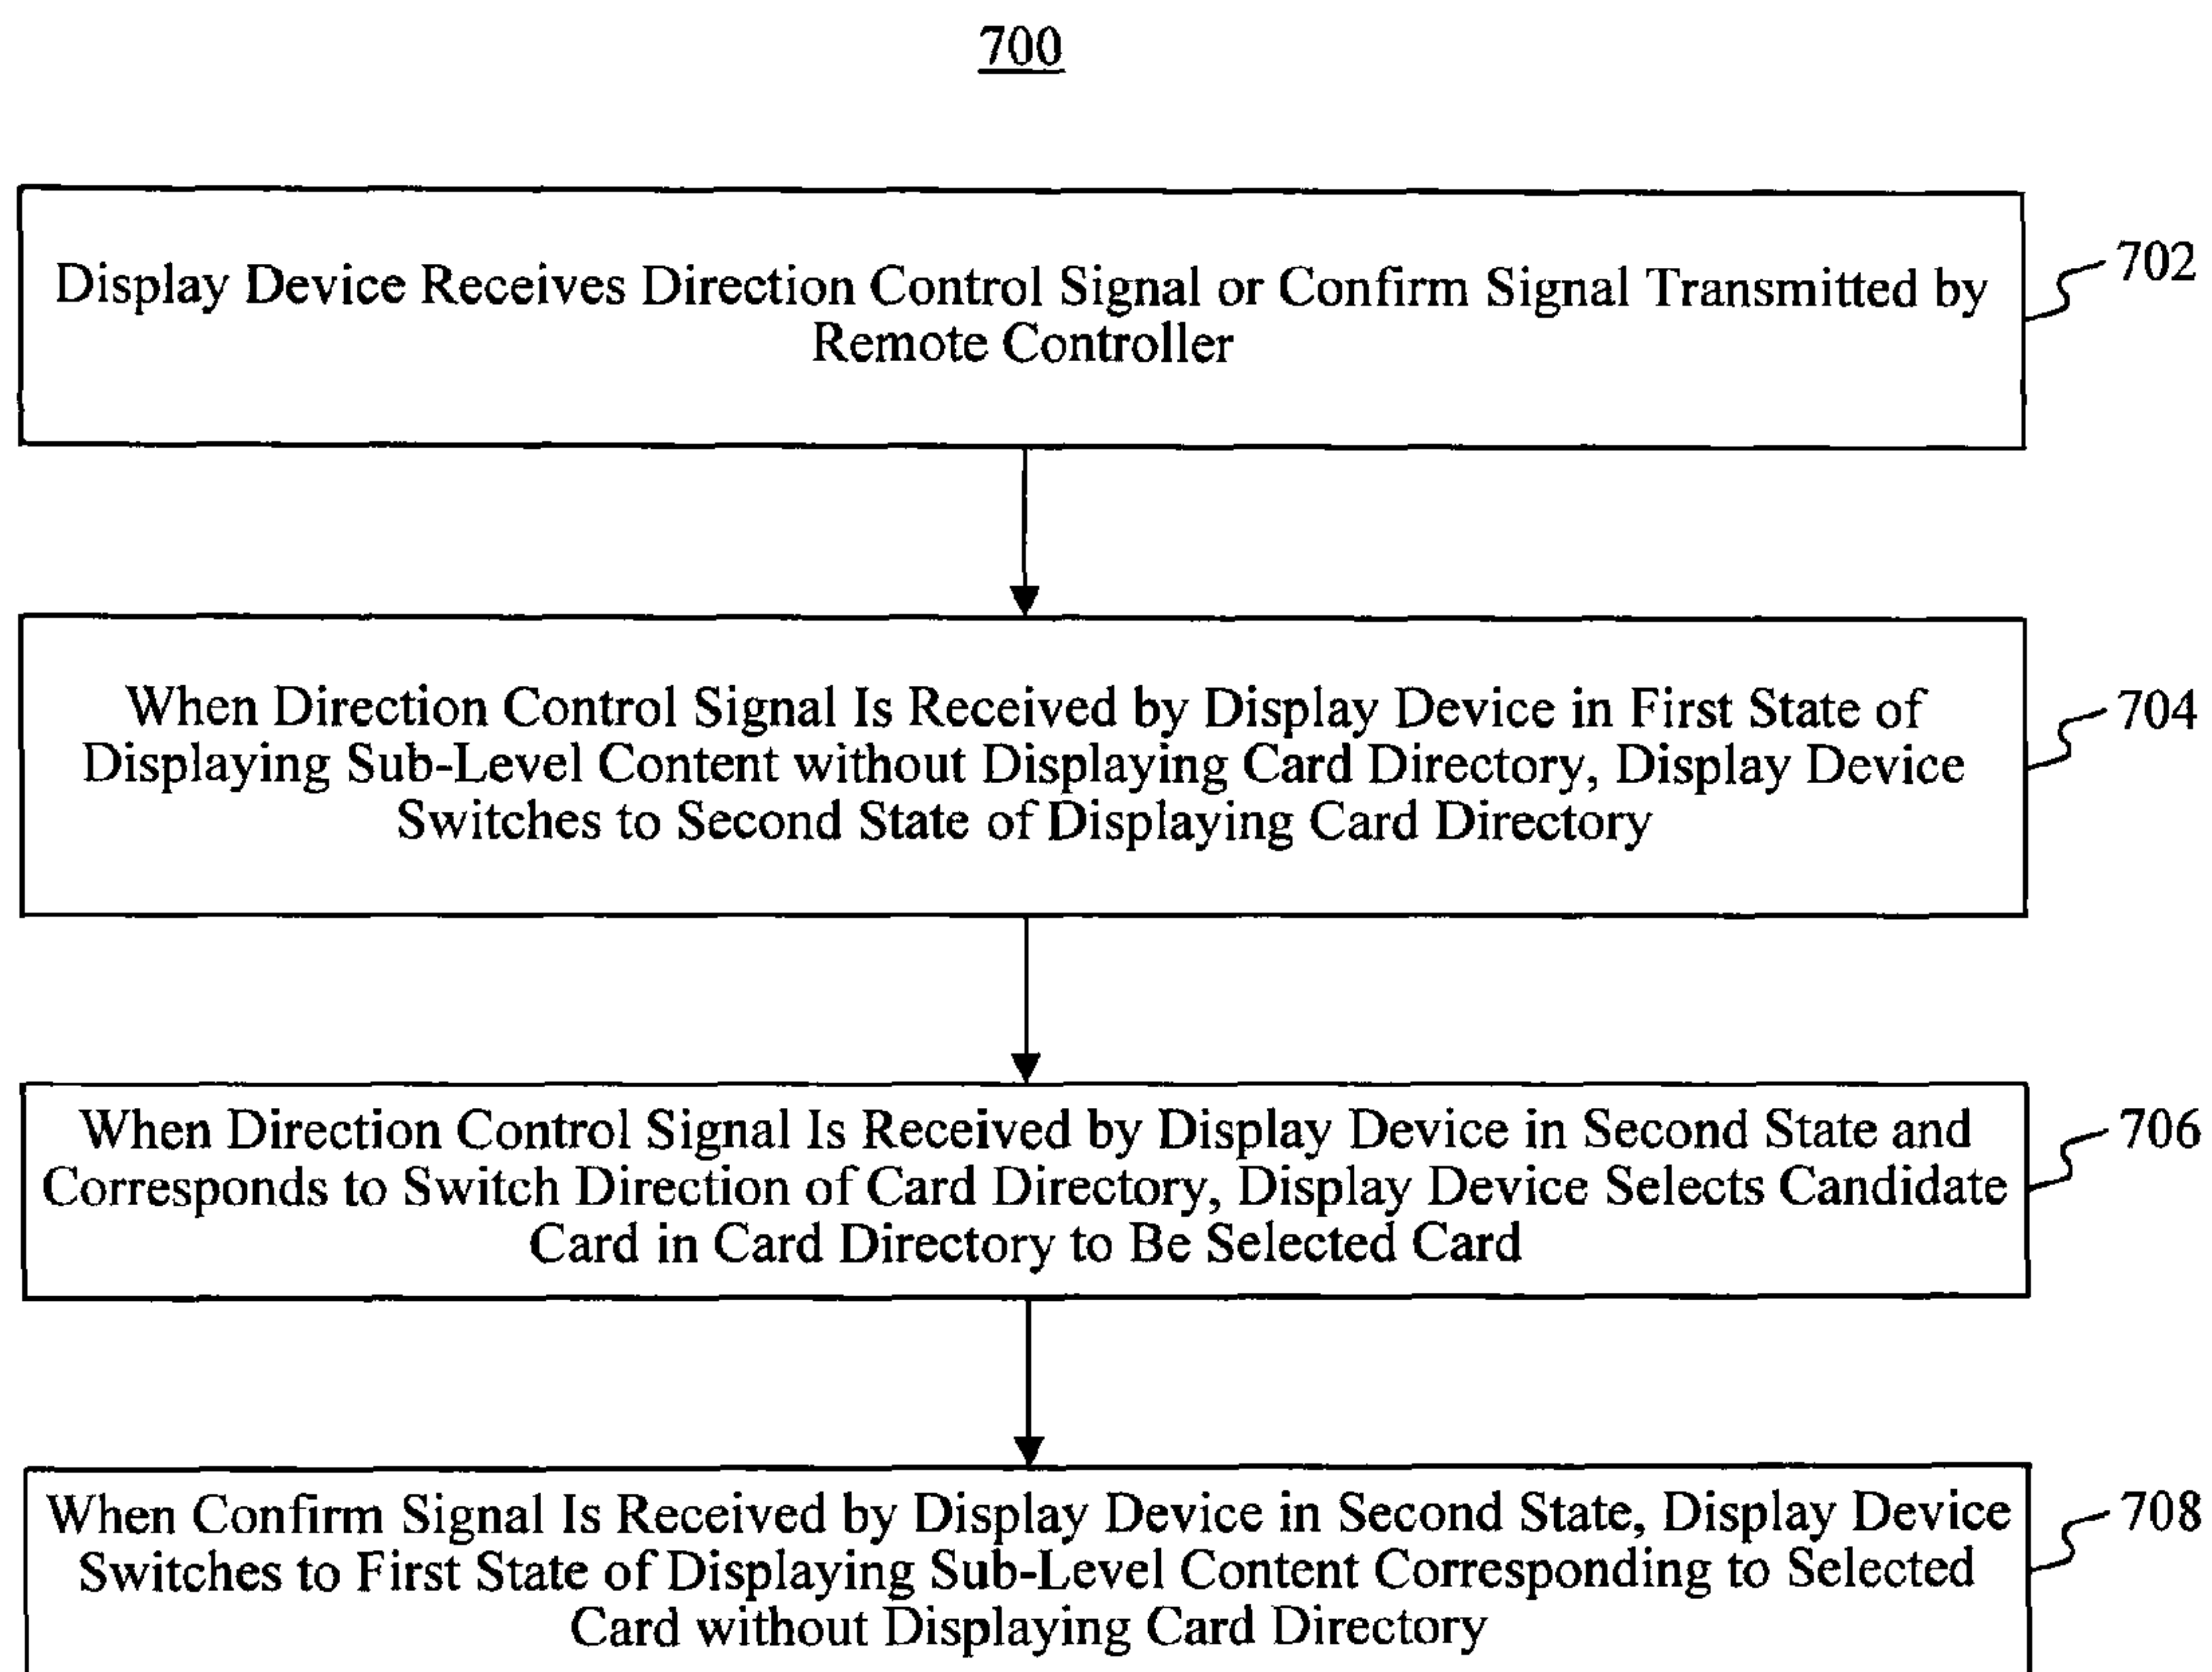 700
Display Device Receives Direction Control Signal or Confirm Signal Transmitted by
Remote Controller
702
When Direction Control Signal Is Received by Display Device in First State of
Displaying Sub-Level Content without Displaying Card Directory, Display Device
Switches to Second State of Displaying Card Directory
704
When Direction Control Signal Is Received by Display Device in Second State and
Corresponds to Switch Direction of Card Directory, Display Device Selects Candidate
Card in Card Directory to Be Selected Card
706
When Confirm Signal Is Received by Display Device in Second State, Display Device
Switches to First State of Displaying Sub-Level Content Corresponding to Selected
Card without Displaying Card Directory
708